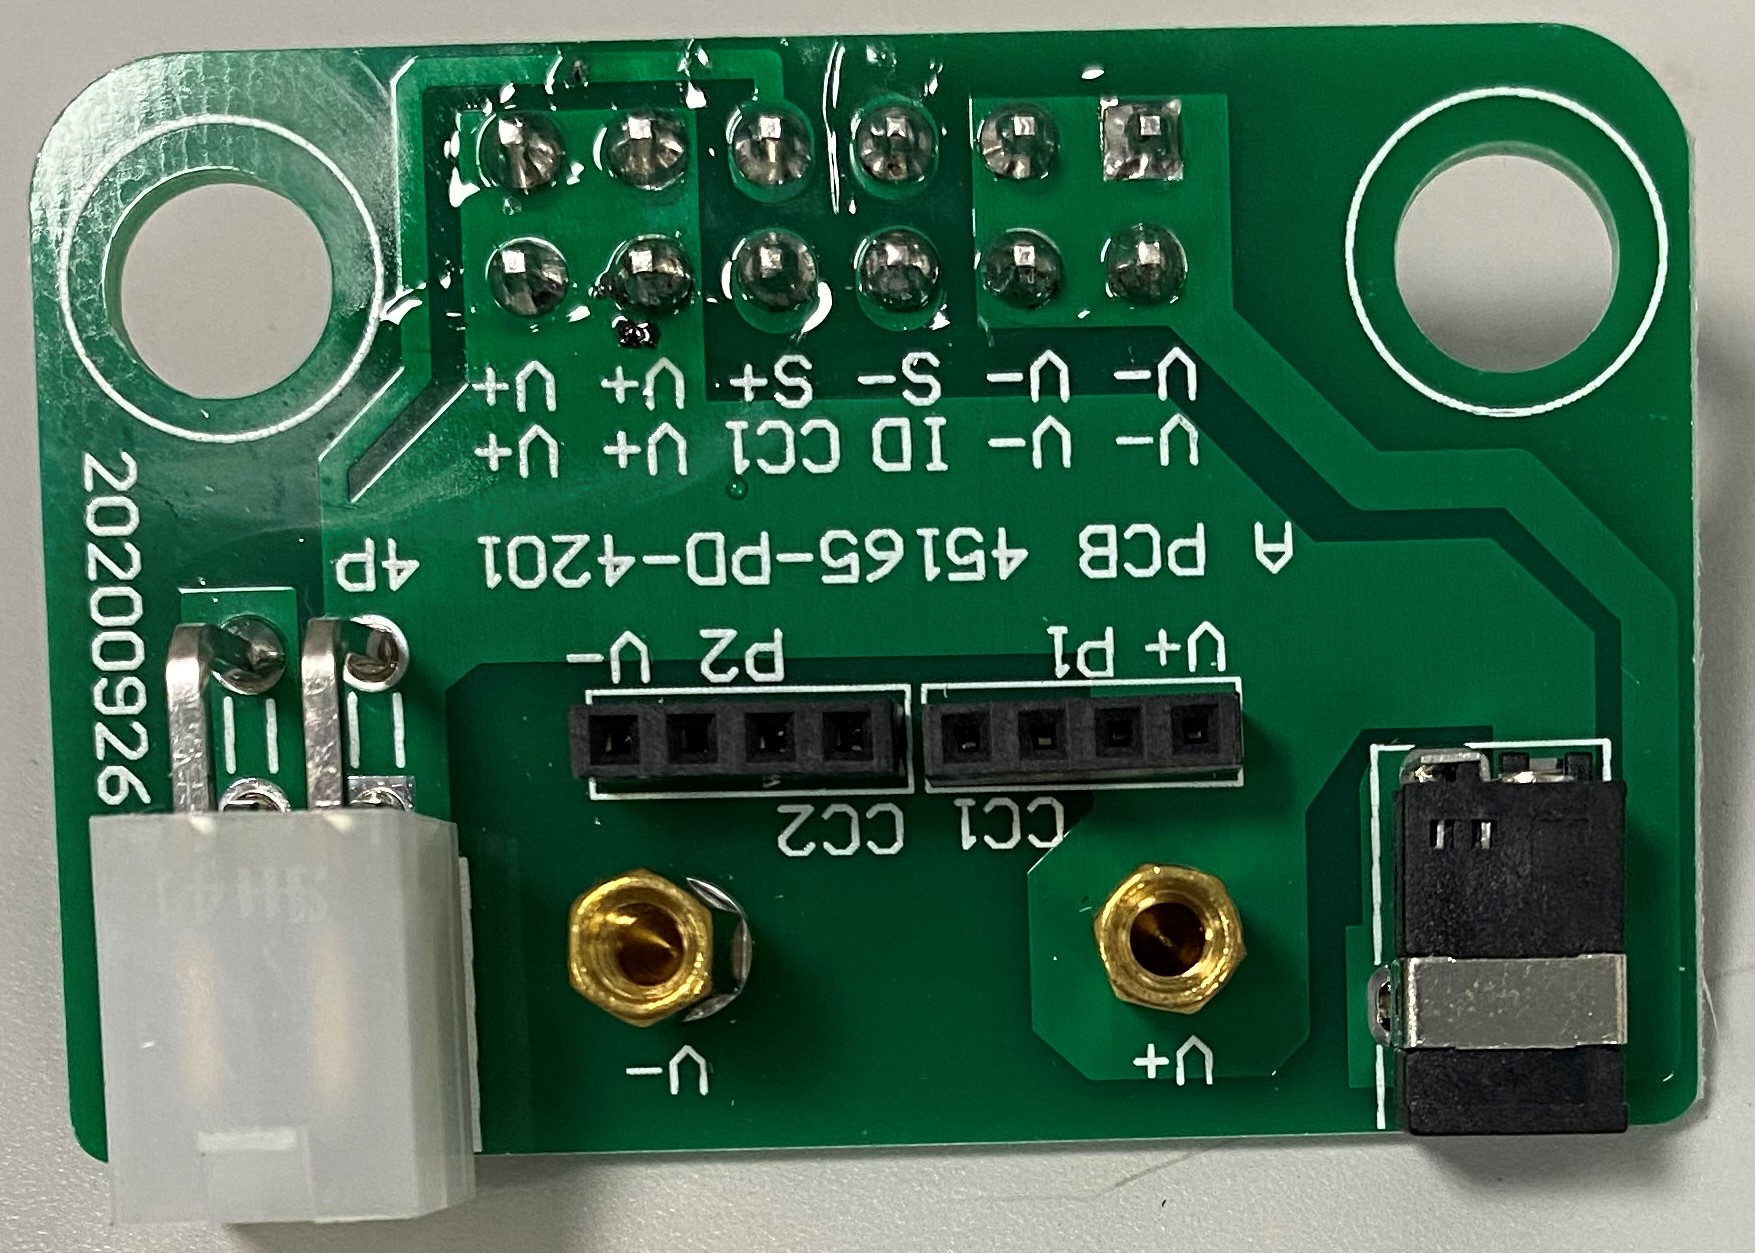 V+ V-
CC1 CC2
V+ P1 P2 V-
A PCB 45165-PD-4201 4P
V- V- ID CC1 V+ V+
V- V- S- S+ V+ V+
20200926